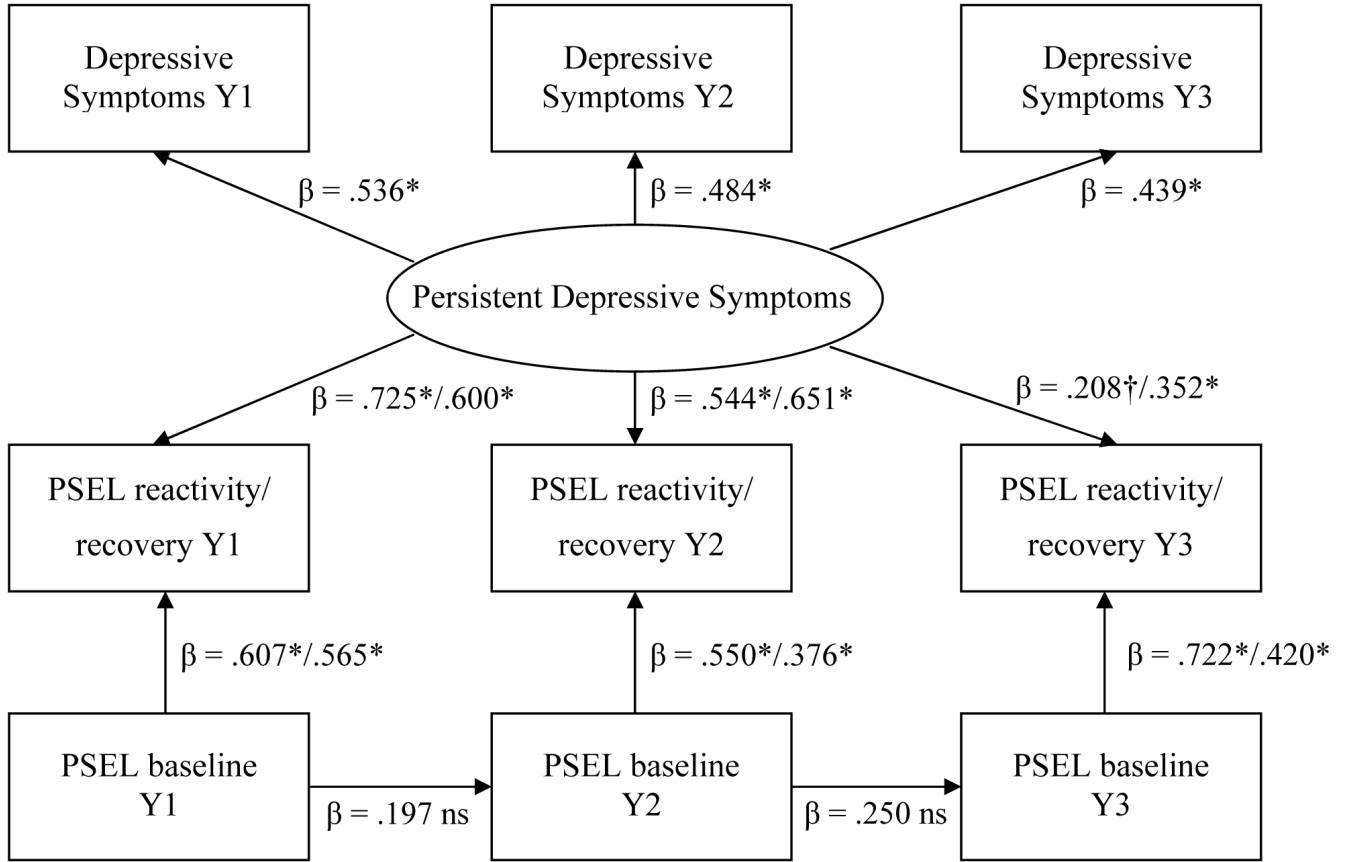 Depressive
Symptoms Y1
Depressive
Symptoms Y2
Depressive
Symptoms Y3
β = .536*
β = .484*
β = .439*
Persistent Depressive Symptoms
β = .725*/.600*
β = .544*/.651*
β = .208†/.352*
PSEL reactivity/
recovery Y1
PSEL reactivity/
recovery Y2
PSEL reactivity/
recovery Y3
β = .607*/.565*
β = .550*/.376*
β = .722*/.420*
PSEL baseline
Y1
β = .197 ns
PSEL baseline
Y2
β = .250 ns
PSEL baseline
Y3